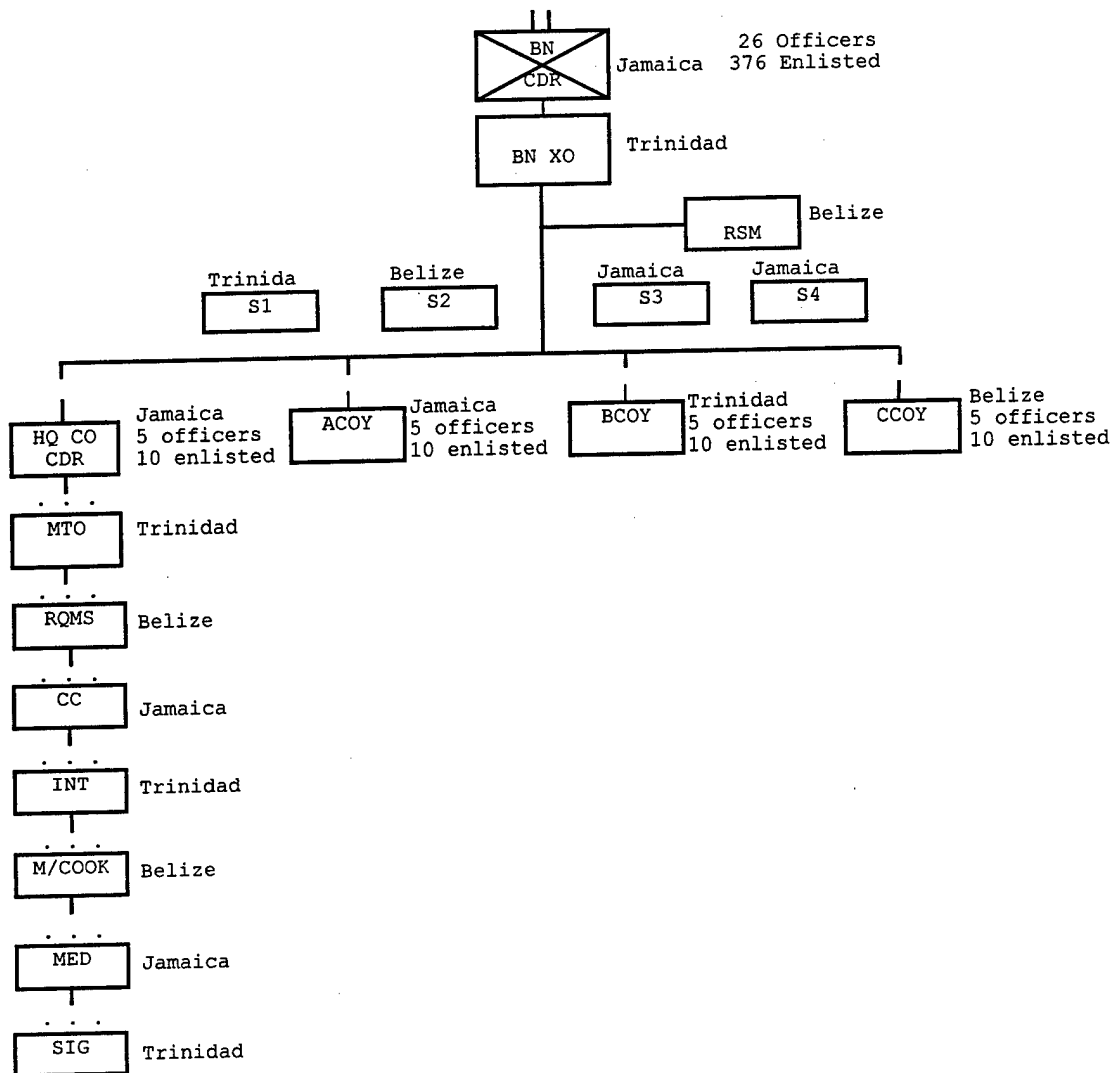 BN
CDR
Jamaica
26 Officers
376 Enlisted
BN XO
Trinidad
RSM
Belize
Trinida
S1
Belize
S2
Jamaica
S3
Jamaica
S4
HQ CO
CDR
Jamaica
5 officers
10 enlisted
ACOY
Jamaica
5 officers
10 enlisted
BCOY
Trinidad
5 officers
10 enlisted
CCOY
Belize
5 officers
10 enlisted
MTO
Trinidad
RQMS
Belize
CC
Jamaica
INT
Trinidad
M/COOK
Belize
MED
Jamaica
SIG
Trinidad